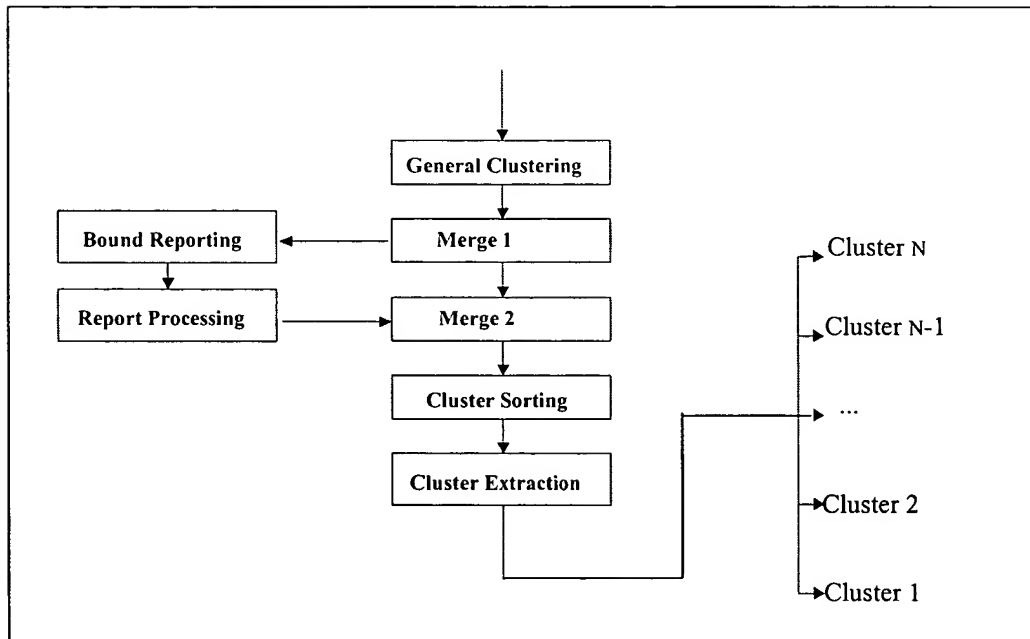 General Clustering
Bound Reporting
Merge 1
Report Processing
Merge 2
Cluster Sorting
Cluster Extraction
Cluster N
Cluster N-1
...
Cluster 2
Cluster 1